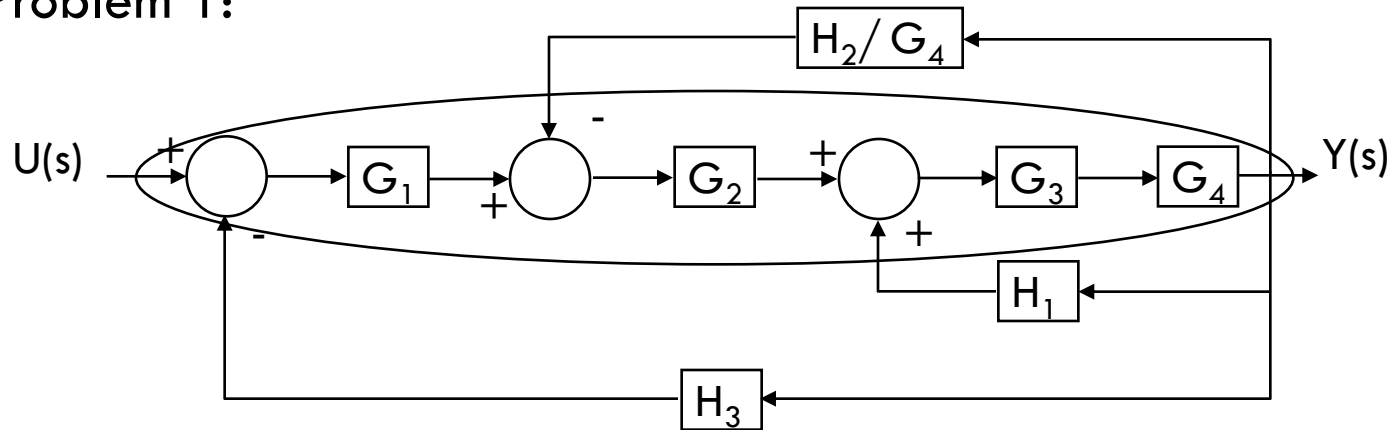 Problem 1:
H₂/ G₄
-
U(s) + G₁ + G₂ + G₃ G₄ Y(s)
- +
H₁
H₃